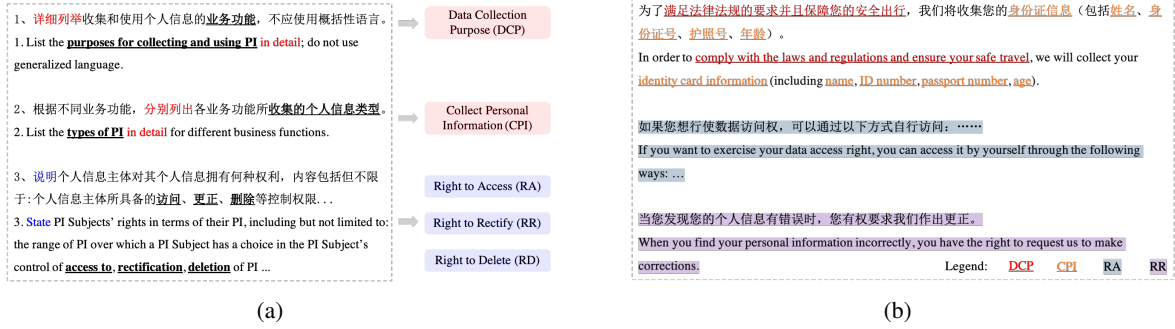 1、详细列举收集和使用个人信息的业务功能，不应使用概括性语言。
1. List the purposes for collecting and using PI in detail; do not use
generalized language.
2、根据不同业务功能，分别列出各业务功能所收集的个人信息类型。
2. List the types of PI in detail for different business functions.
3、说明个人信息主体对其个人信息拥有何种权利，内容包括但不限
于:个人信息主体所具备的访问、更正、删除等控制权限...
3. State PI Subjects' rights in terms of their PI, including but not limited to:
the range of PI over which a PI Subject has a choice in the PI Subject's
control of access to, rectification, deletion of PI ...
Data Collection
Purpose (DCP)
Collect Personal
Information (CPI)
Right to Access (RA)
Right to Rectify (RR)
Right to Delete (RD)
(a)
为了满足法律法规的要求并且保障您的安全出行，我们将收集您的身份证信息（包括姓名、身
份证号、护照号、年龄）。
In order to comply with the laws and regulations and ensure your safe travel, we will collect your
identity card information (including name, ID number, passport number, age).
如果您想行使数据访问权，可以通过以下方式自行访问：……
If you want to exercise your data access right, you can access it by yourself through the following
ways: …
当您发现您的个人信息有错误时，您有权要求我们作出更正。
When you find your personal information incorrectly, you have the right to request us to make
corrections.
Legend: DCP CPI RA RR
(b)